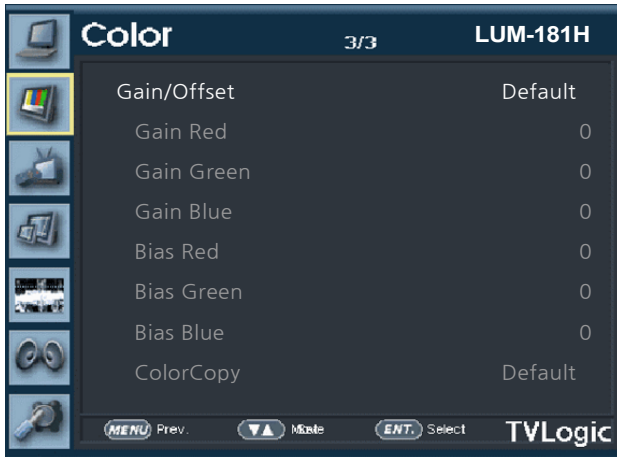 Color 3/3 LUM-181H
Gain/Offset Default
Gain Red 0
Gain Green 0
Gain Blue 0
Bias Red 0
Bias Green 0
Bias Blue 0
ColorCopy Default
MENU Prev. ▼▲ ENT. Select TVLogic